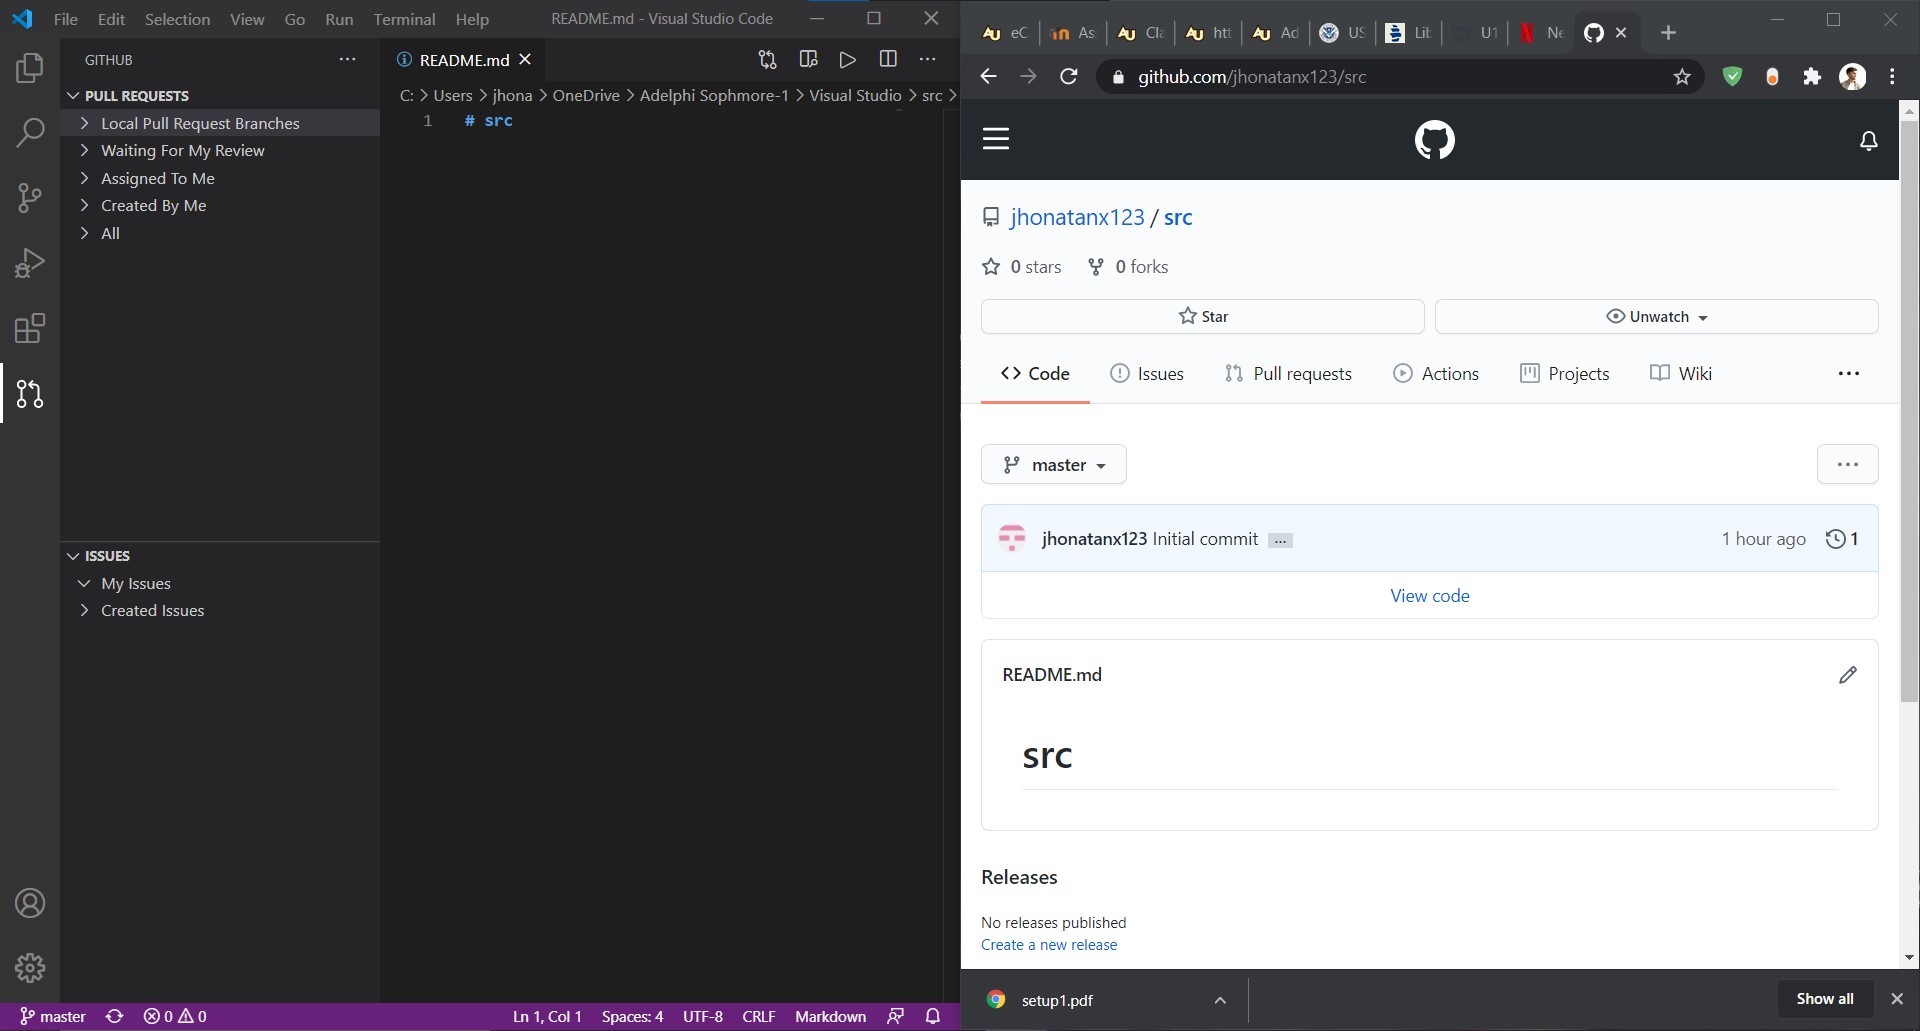 File Edit Selection View Go Run Terminal Help README.md - Visual Studio Code
GITHUB
PULL REQUESTS
Local Pull Request Branches
Waiting For My Review
Assigned To Me
Created By Me
All
ISSUES
My Issues
Created Issues
README.md
C: > Users > jhona > OneDrive > Adelphi Sophmore-1 > Visual Studio > src >
1 # src
master 0 0 Ln 1, Col 1 Spaces: 4 UTF-8 CRLF Markdown
eC As Cla htt Ad US Lib U1 Ne
github.com/jhonatanx123/src
jhonatanx123 / src
0 stars 0 forks
Star Unwatch
Code Issues Pull requests Actions Projects Wiki ...
master ...
jhonatanx123 Initial commit ... 1 hour ago 1
View code
README.md
src
Releases
No releases published
Create a new release
setup1.pdf Show all